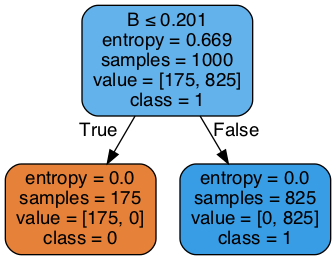 B ≤ 0.201
entropy = 0.669
samples = 1000
value = [175, 825]
class = 1
True
False
entropy = 0.0
samples = 175
value = [175, 0]
class = 0
entropy = 0.0
samples = 825
value = [0, 825]
class = 1